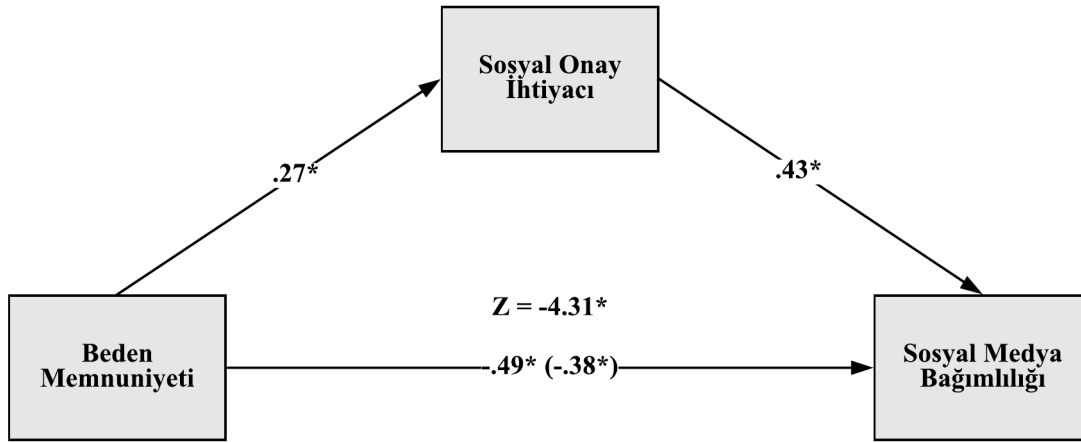 Sosyal Onay
İhtiyacı
.27*
.43*
Z = -4.31*
Beden
Memnuniyeti
-.49* (-.38*)
Sosyal Medya
Bağımlılığı